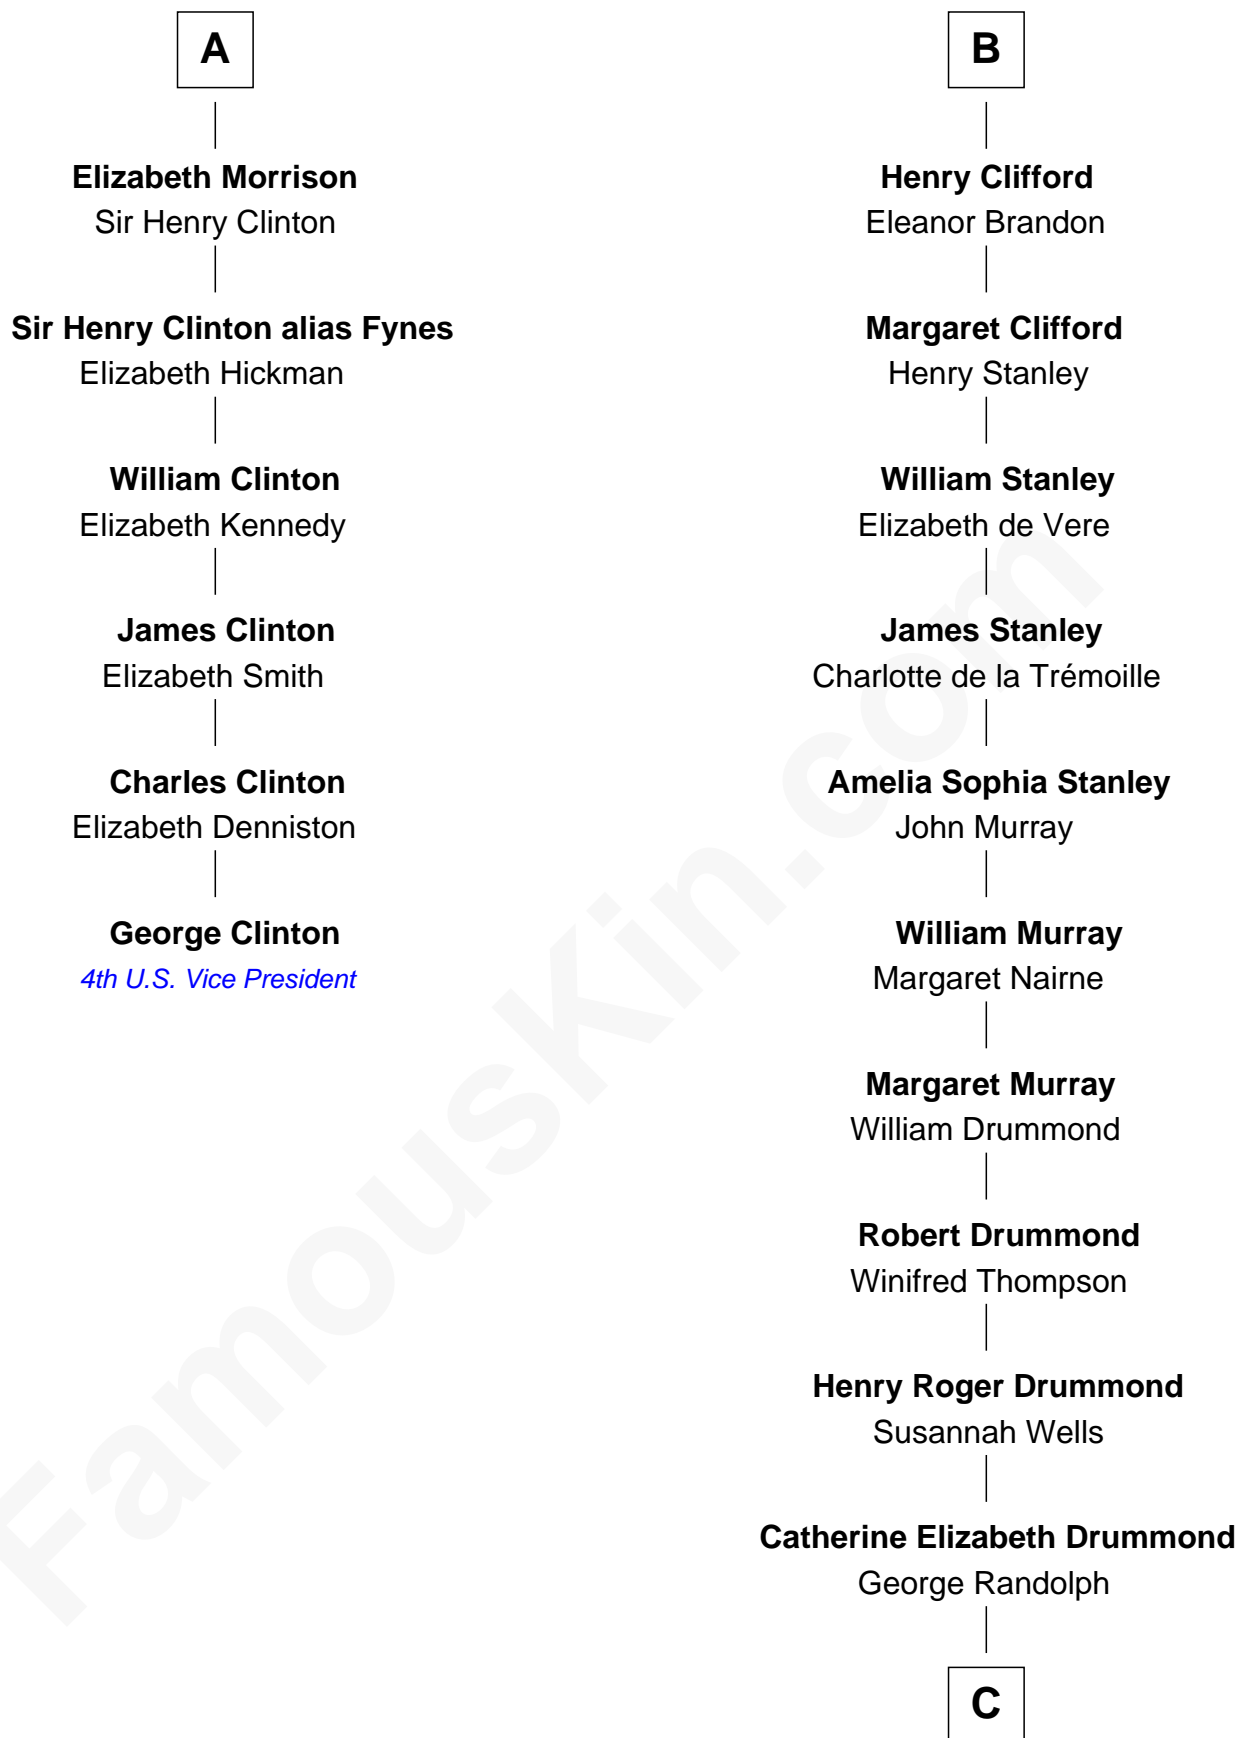 A
Elizabeth Morrison
Sir Henry Clinton
Sir Henry Clinton alias Fynes
Elizabeth Hickman
William Clinton
Elizabeth Kennedy
James Clinton
Elizabeth Smith
Charles Clinton
Elizabeth Denniston
George Clinton
4th U.S. Vice President
B
Henry Clifford
Eleanor Brandon
Margaret Clifford
Henry Stanley
William Stanley
Elizabeth de Vere
James Stanley
Charlotte de la Trémoille
Amelia Sophia Stanley
John Murray
William Murray
Margaret Nairne
Margaret Murray
William Drummond
Robert Drummond
Winifred Thompson
Henry Roger Drummond
Susannah Wells
Catherine Elizabeth Drummond
George Randolph
C
FamousKin.com